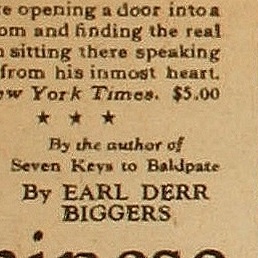 re opening a door into a
om and finding the real
n sitting there speaking
from his inmost heart.
ew York Times. $5.00
★ ★ ★
By the author of
Seven Keys to Baldpate
By EARL DERR
BIGGERS